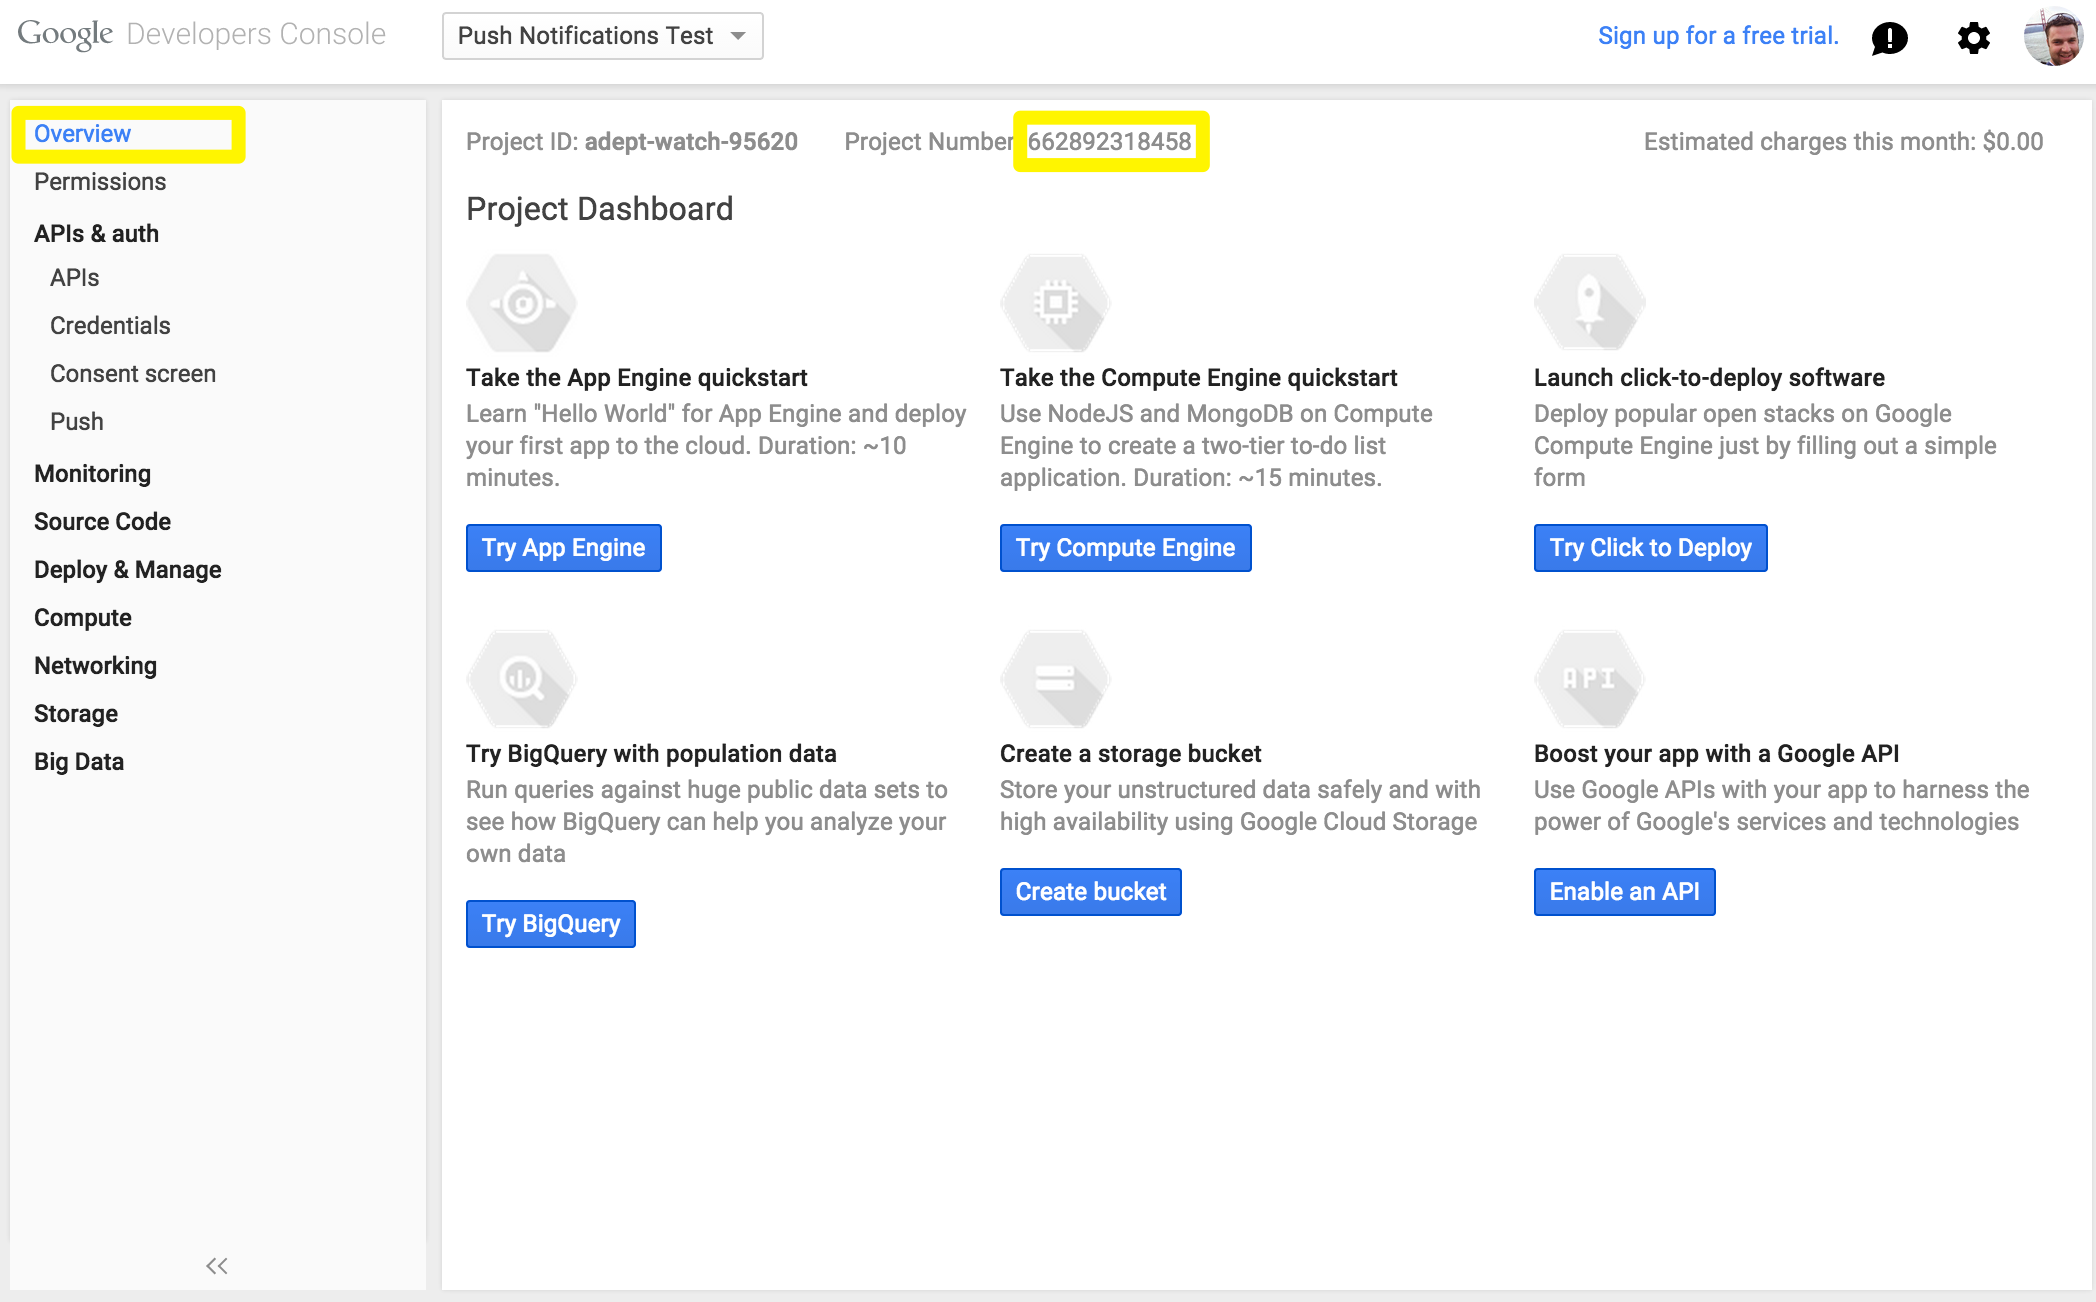 Google Developers Console
Push Notifications Test
Sign up for a free trial.
Overview
Permissions
APIs & auth
APIs
Credentials
Consent screen
Push
Monitoring
Source Code
Deploy & Manage
Compute
Networking
Storage
Big Data
Project ID: adept-watch-95620
Project Number
662892318458
Estimated charges this month: $0.00
Project Dashboard
Take the App Engine quickstart
Learn "Hello World" for App Engine and deploy
your first app to the cloud. Duration: ~10
minutes.
Try App Engine
Take the Compute Engine quickstart
Use NodeJS and MongoDB on Compute
Engine to create a two-tier to-do list
application. Duration: ~15 minutes.
Try Compute Engine
Launch click-to-deploy software
Deploy popular open stacks on Google
Compute Engine just by filling out a simple
form
Try Click to Deploy
Try BigQuery with population data
Run queries against huge public data sets to
see how BigQuery can help you analyze your
own data
Try BigQuery
Create a storage bucket
Store your unstructured data safely and with
high availability using Google Cloud Storage
Create bucket
API
Boost your app with a Google API
Use Google APIs with your app to harness the
power of Google's services and technologies
Enable an API